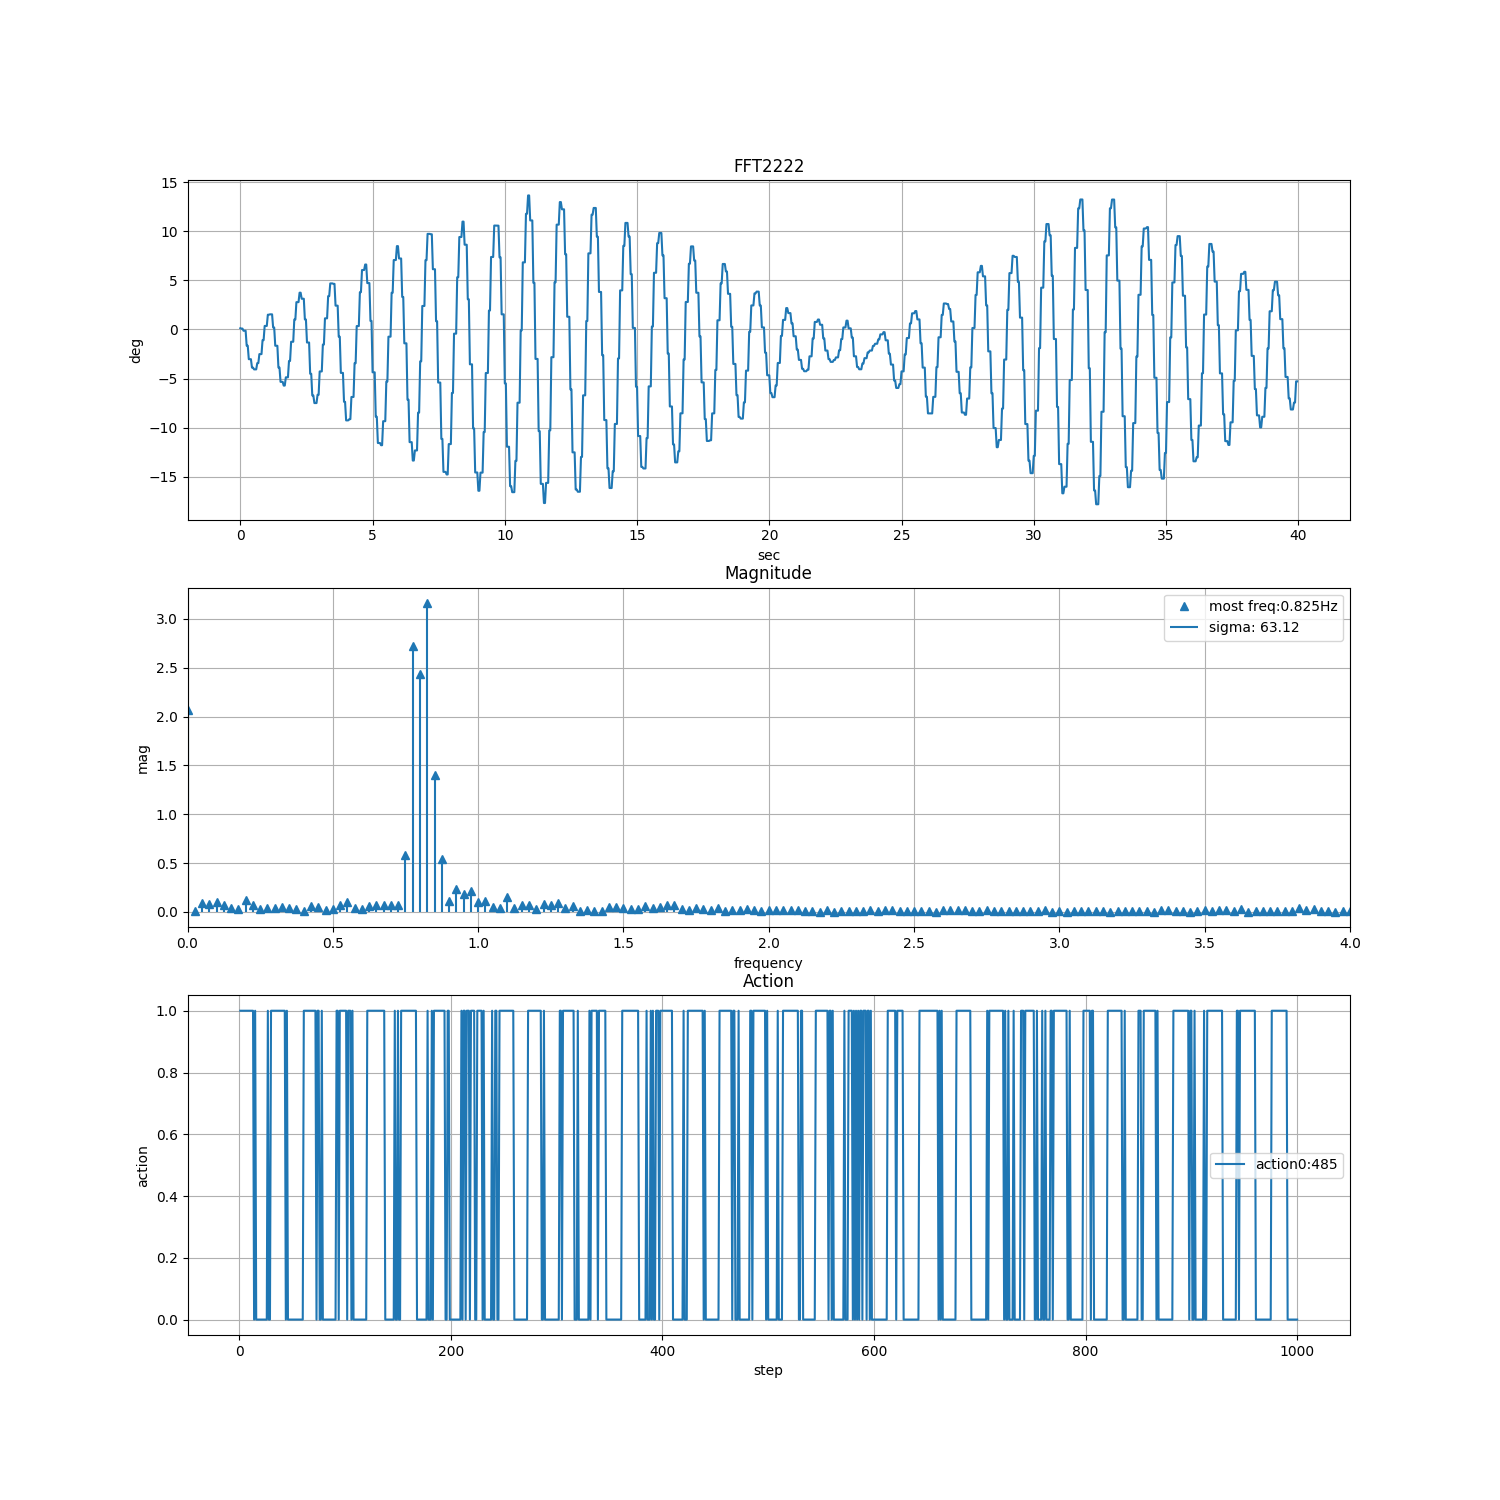 FFT2222
15
10
5
0
−5
−10
−15
deg
0 5 10 15 20 25 30 35 40
sec
Magnitude
most freq:0.825Hz
sigma: 63.12
3.0
2.5
2.0
1.5
1.0
0.5
0.0
mag
0.0 0.5 1.0 1.5 2.0 2.5 3.0 3.5 4.0
frequency
Action
1.0
0.8
0.6
0.4
0.2
0.0
action
action0:485
0 200 400 600 800 1000
step